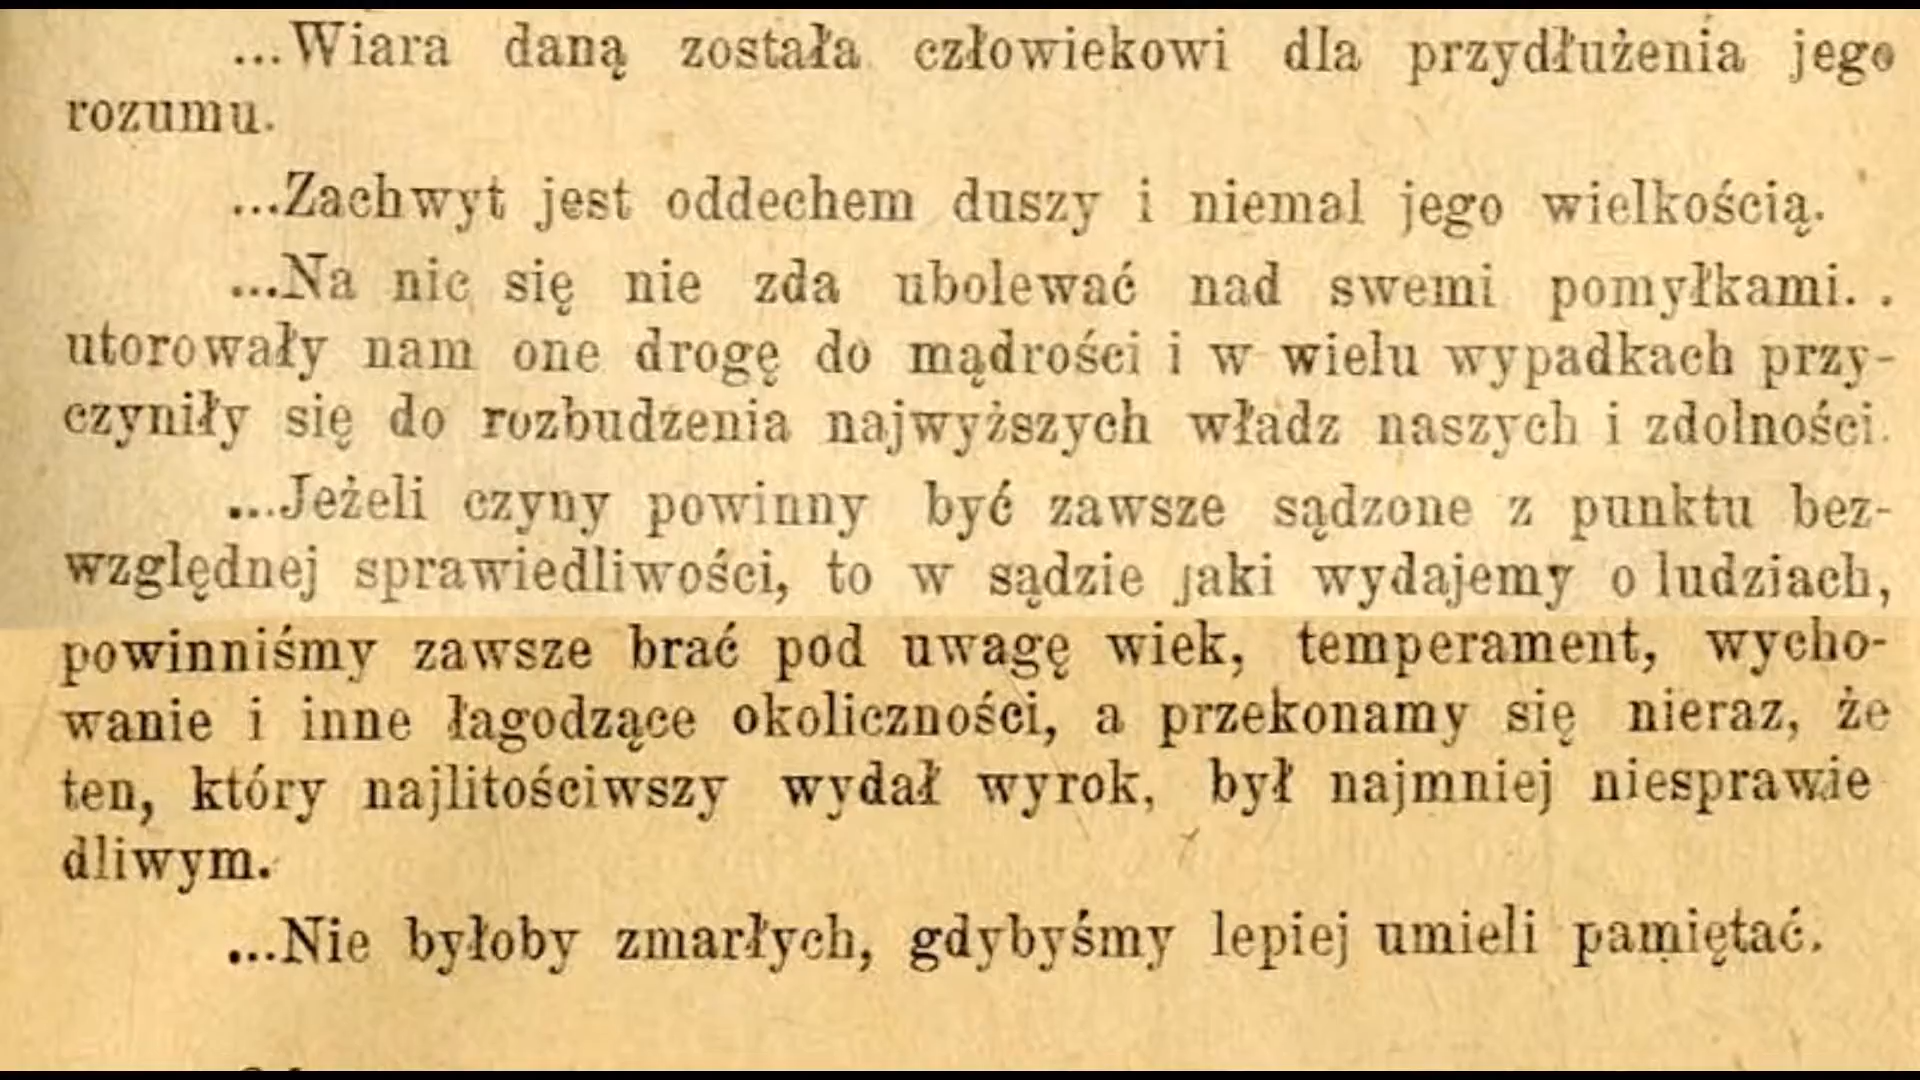 ...Wiara daną została człowiekowi dla przydłużenia jego
rozumu.
...Zachwyt jest oddechem duszy i niemal jego wielkością.
...Na nic się nie zda ubolewać nad swemi pomyłkami. .
utorowały nam one drogę do mądrości i w wielu wypadkach przy-
czyniły się do rozbudzenia najwyższych władz naszych i zdolności.
...Jeżeli czyny powinny być zawsze sądzone z punktu bez-
względnej sprawiedliwości, to w sądzie jaki wydajemy o ludziach,
powinniśmy zawsze brać pod uwagę wiek, temperament, wycho-
wanie i inne łagodzące okoliczności, a przekonamy się nieraz, że
ten, który najlitościwszy wydał wyrok, był najmniej niesprawie
dliwym.
...Nie byłoby zmarłych, gdybyśmy lepiej umieli pamiętać.